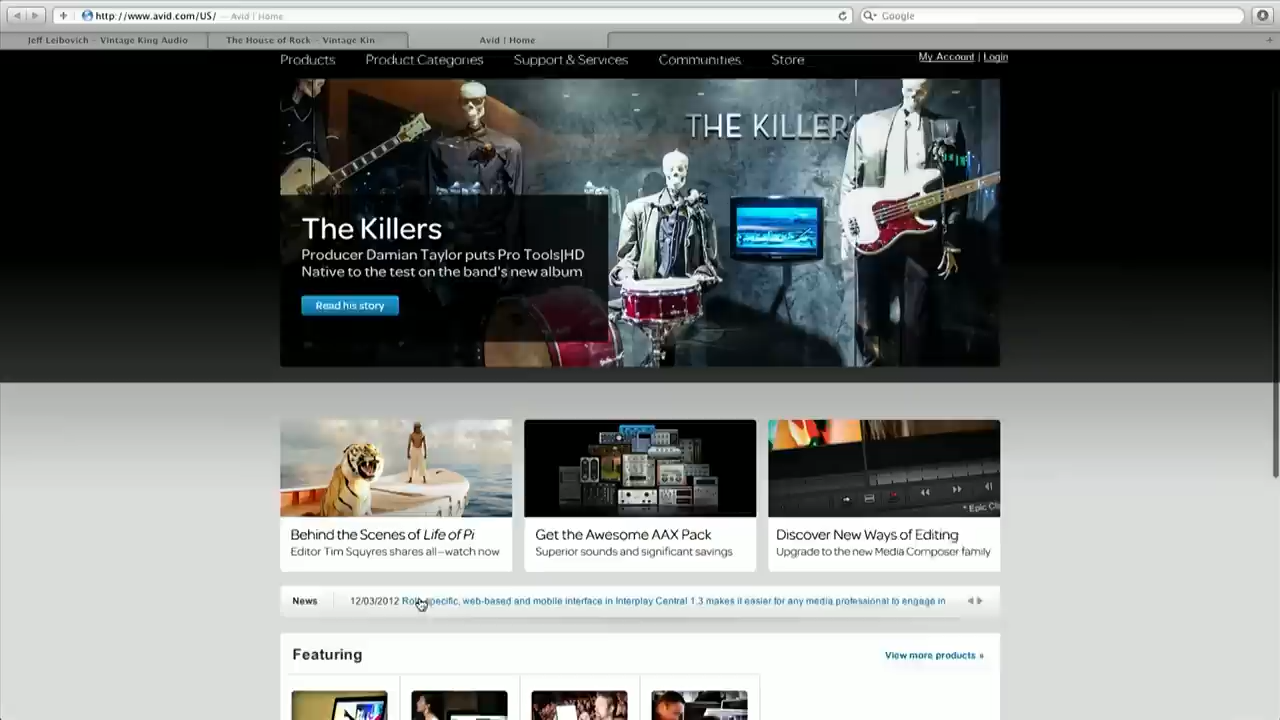 http://www.avid.com/US/ — Avid | Home
Google
Jeff Leibovich - Vintage King Audio
The House of Rock - Vintage Kin
Avid | Home
Products
Product Categories
Support & Services
Communities
Store
My Account | Login
THE KILLERS
The Killers
Producer Damian Taylor puts Pro Tools|HD
Native to the test on the band's new album
Read his story
Behind the Scenes of Life of Pi
Editor Tim Squyres shares all—watch now
Get the Awesome AAX Pack
Superior sounds and significant savings
Discover New Ways of Editing
Upgrade to the new Media Composer family
News
12/03/2012 Role-specific, web-based and mobile interface in Interplay Central 1.3 makes it easier for any media professional to engage in
Featuring
View more products »